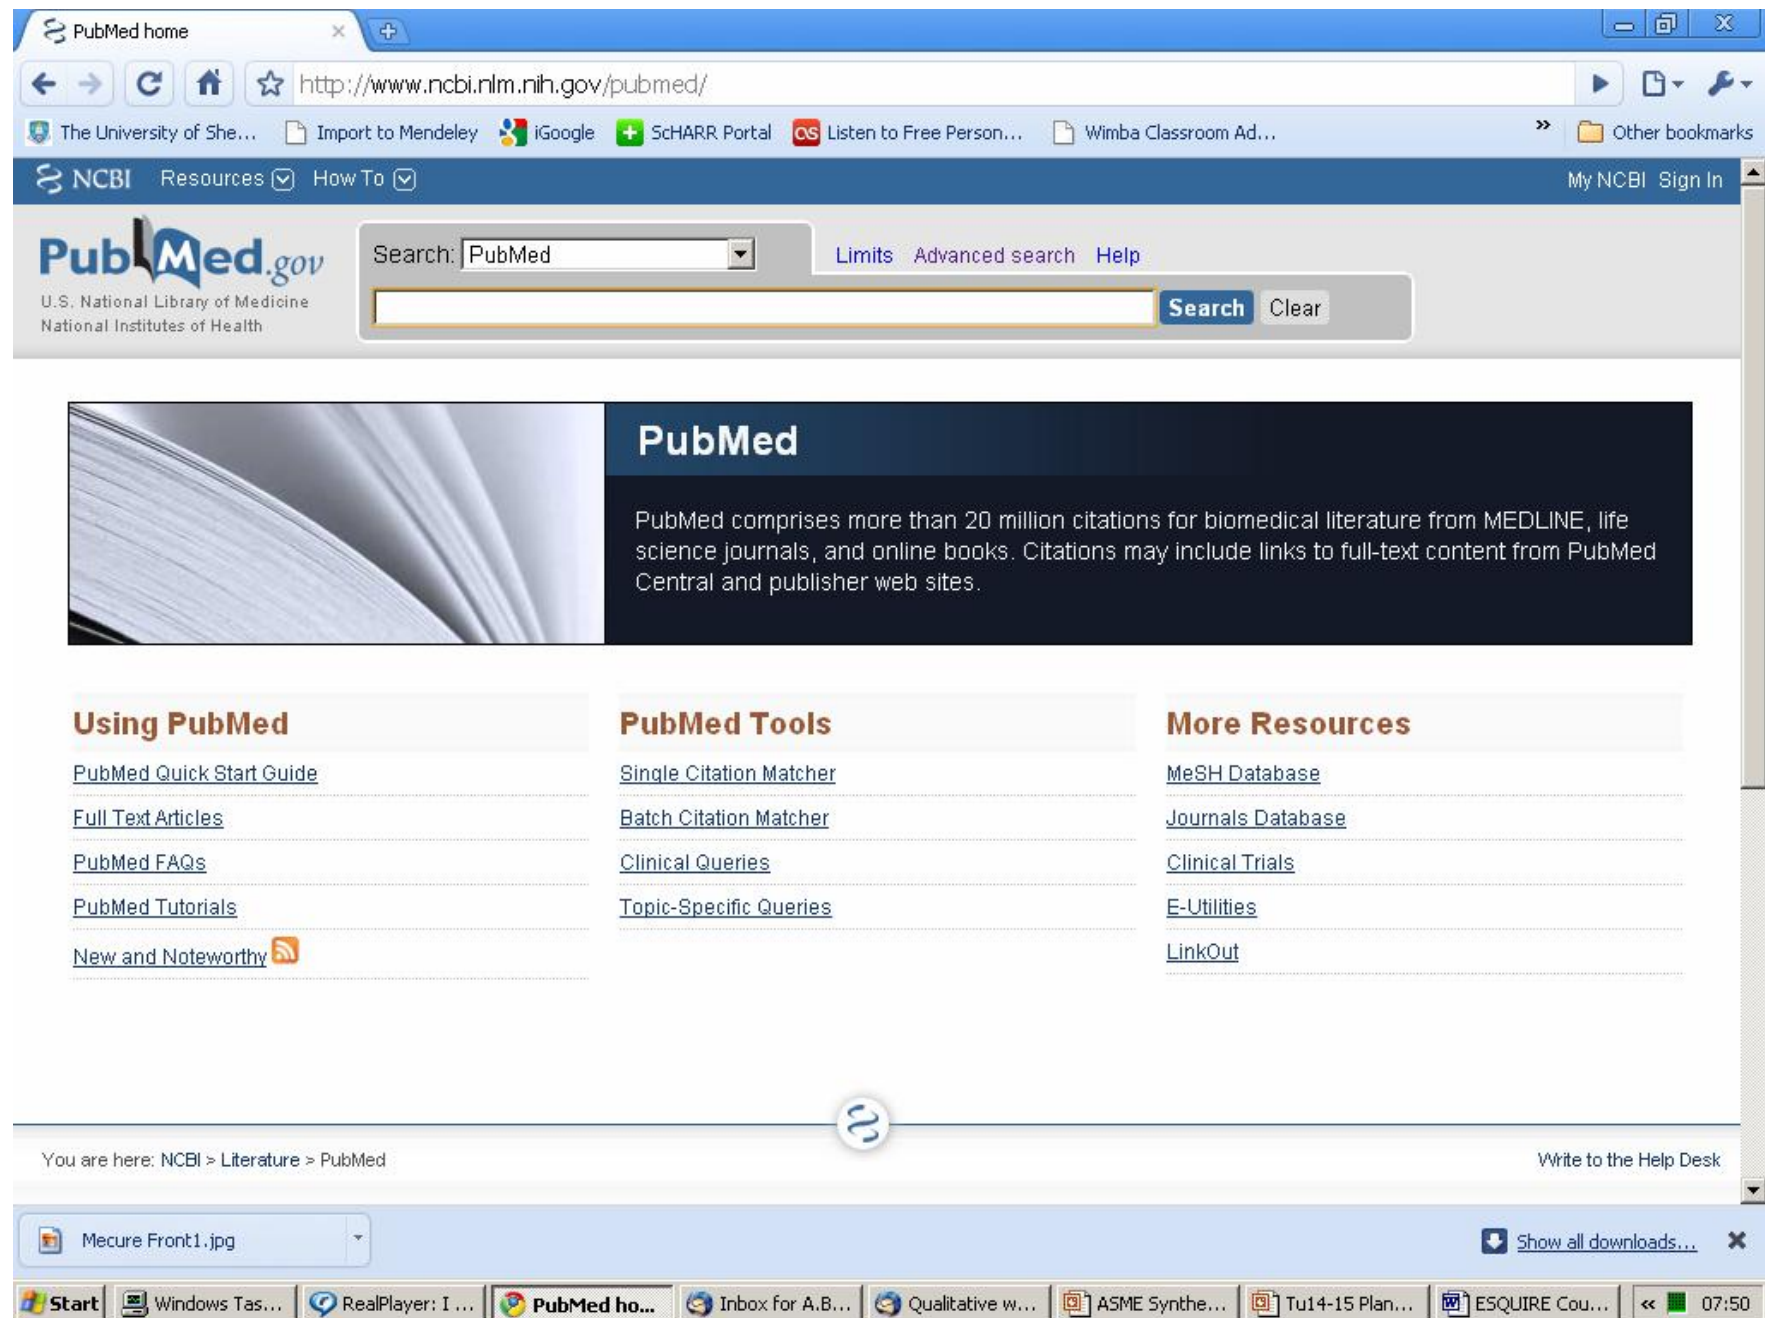 PubMed home
http://www.ncbi.nlm.nih.gov/pubmed/
The University of She... Import to Mendeley iGoogle ScHARR Portal Listen to Free Person... Wimba Classroom Ad... » Other bookmarks
NCBI Resources How To My NCBI Sign In
PubMed.gov
U.S. National Library of Medicine
National Institutes of Health
Search: PubMed
Limits Advanced search Help
Search Clear
PubMed
PubMed comprises more than 20 million citations for biomedical literature from MEDLINE, life
science journals, and online books. Citations may include links to full-text content from PubMed
Central and publisher web sites.
Using PubMed
PubMed Quick Start Guide
Full Text Articles
PubMed FAQs
PubMed Tutorials
New and Noteworthy
PubMed Tools
Single Citation Matcher
Batch Citation Matcher
Clinical Queries
Topic-Specific Queries
More Resources
MeSH Database
Journals Database
Clinical Trials
E-Utilities
LinkOut
You are here: NCBI > Literature > PubMed
Write to the Help Desk
Mecure Front1.jpg
Show all downloads...
Start Windows Tas... RealPlayer: I ... PubMed ho... Inbox for A.B... Qualitative w... ASME Synthe... Tu14-15 Plan... ESQUIRE Cou... « 07:50